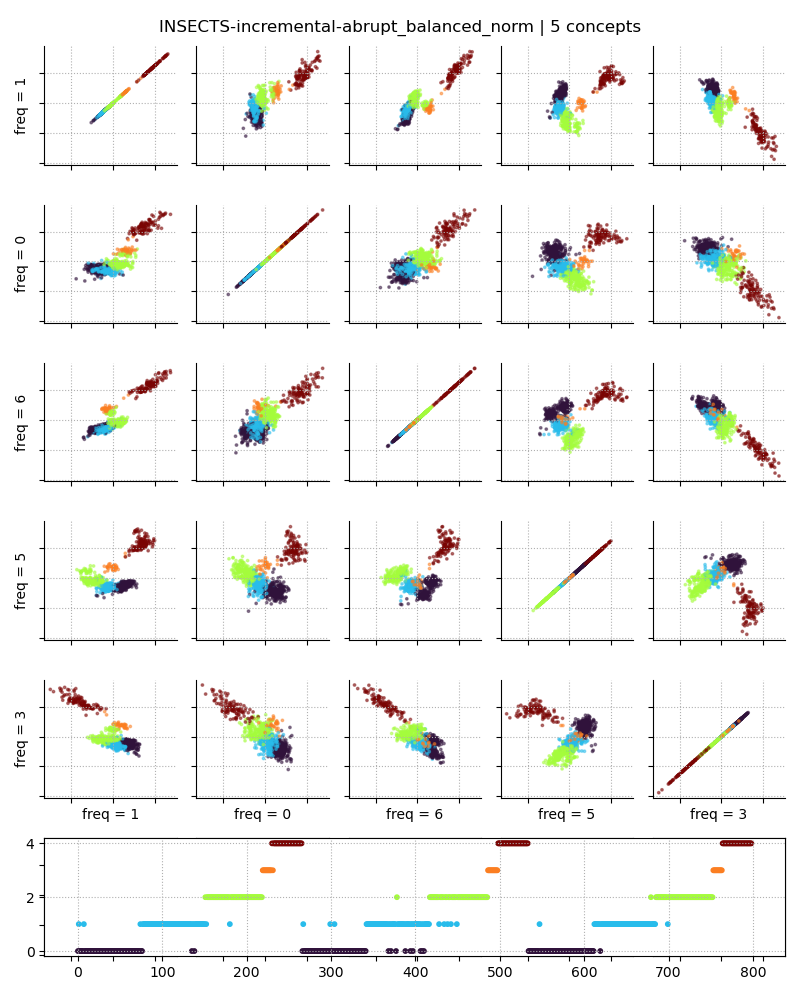 INSECTS-incremental-abrupt_balanced_norm | 5 concepts
freq = 1
freq = 0
freq = 6
freq = 5
freq = 3
freq = 1 freq = 0 freq = 6 freq = 5 freq = 3
4
2
0
0 100 200 300 400 500 600 700 800